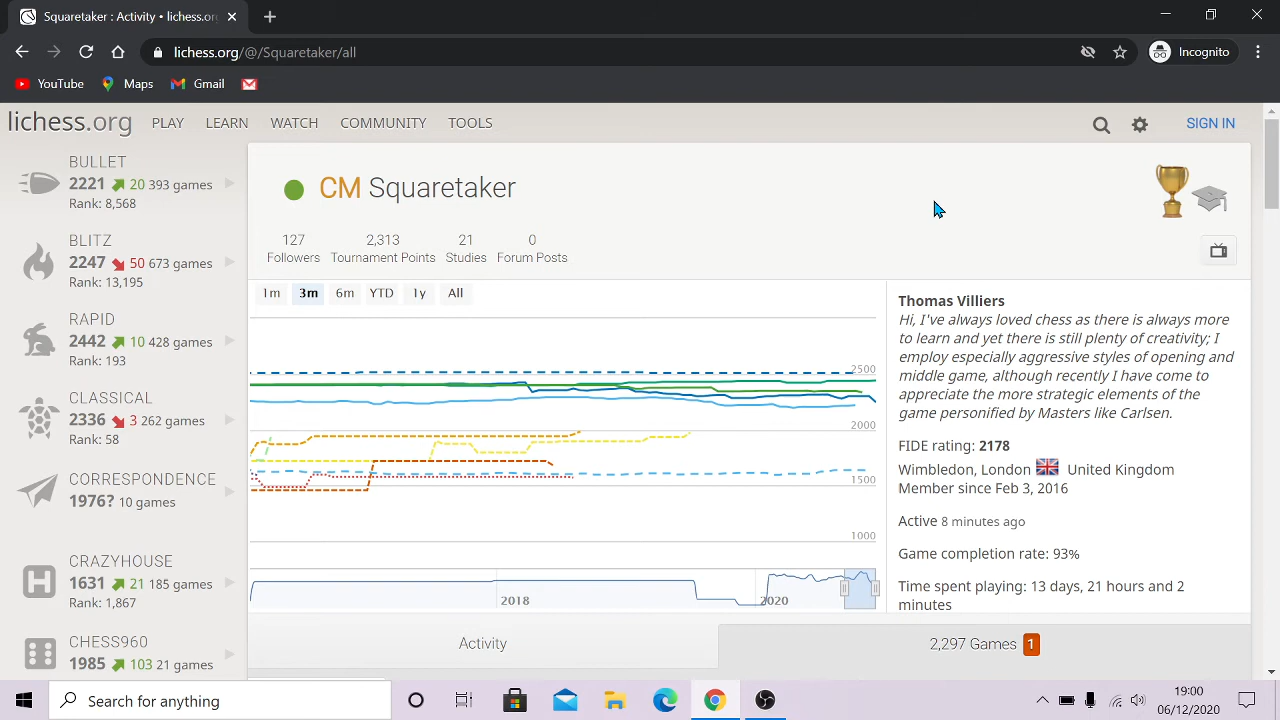 Squaretaker : Activity • lichess.or
lichess.org/@/Squaretaker/all
Incognito
YouTube
Maps
Gmail
lichess.org
PLAY
LEARN
WATCH
COMMUNITY
TOOLS
SIGN IN
BULLET
2221 20 393 games
Rank: 8,568
BLITZ
2247 50 673 games
Rank: 13,195
RAPID
2442 10 428 games
Rank: 193
CLASSICAL
2336 3 262 games
Rank: 58
CORRESPONDENCE
1976? 10 games
CRAZYHOUSE
1631 21 185 games
Rank: 1,867
CHESS960
1985 103 21 games
CM Squaretaker
127 2,313 21 0
Followers Tournament Points Studies Forum Posts
1m 3m 6m YTD 1y All
2500
2000
1500
1000
2018 2020
Thomas Villiers
Hi, I've always loved chess as there is always more
to learn and yet there is still plenty of creativity; I
employ especially aggressive styles of opening and
middle game, although recently I have come to
appreciate the more strategic elements of the
game personified by Masters like Carlsen.
FIDE rating: 2178
Wimbledon, London United Kingdom
Member since Feb 3, 2016
Active 8 minutes ago
Game completion rate: 93%
Time spent playing: 13 days, 21 hours and 2
minutes
Activity
2,297 Games 1
Search for anything
19:00
06/12/2020